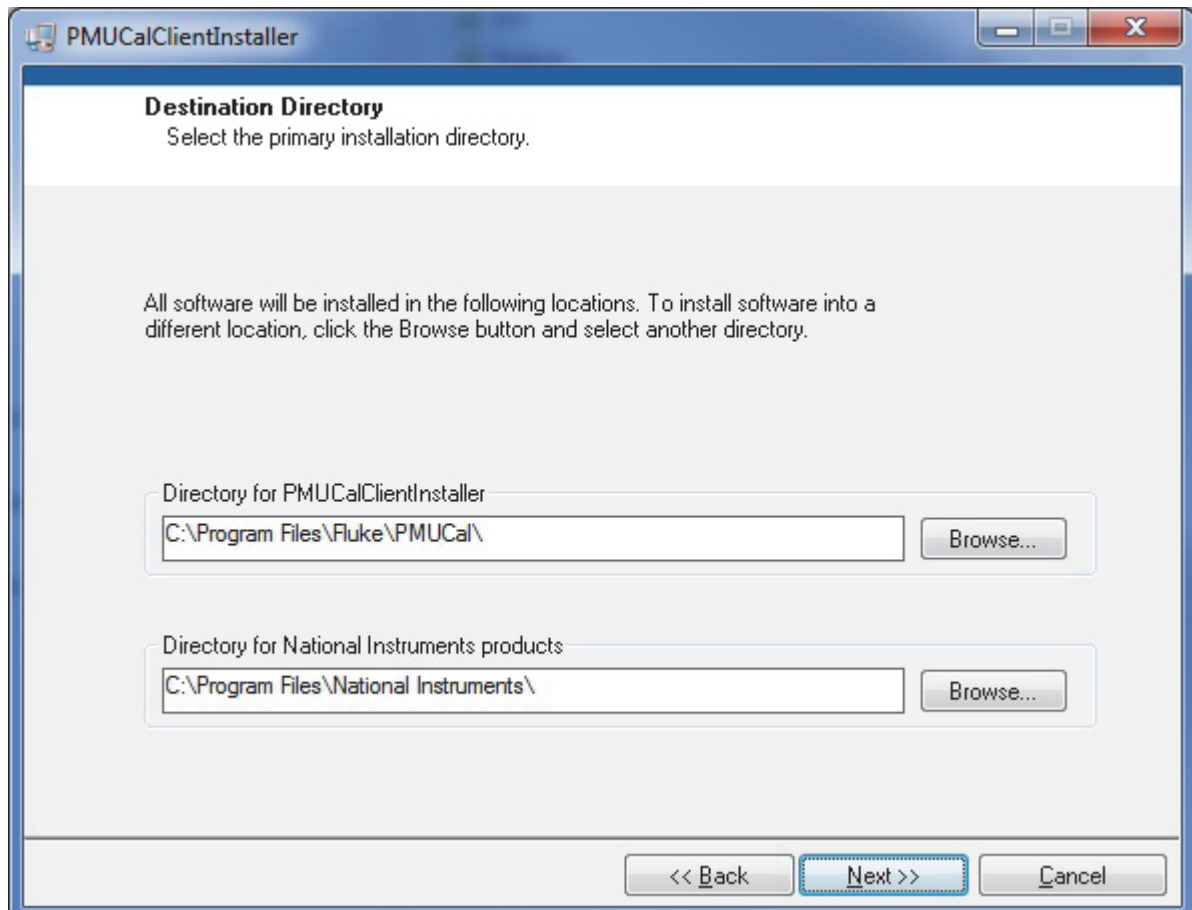 PMUCalClientInstaller
Destination Directory
Select the primary installation directory.
All software will be installed in the following locations. To install software into a
different location, click the Browse button and select another directory.
Directory for PMUCalClientInstaller
C:\Program Files\Fluke\PMUCal\
Browse...
Directory for National Instruments products
C:\Program Files\National Instruments\
Browse...
<< Back
Next >>
Cancel